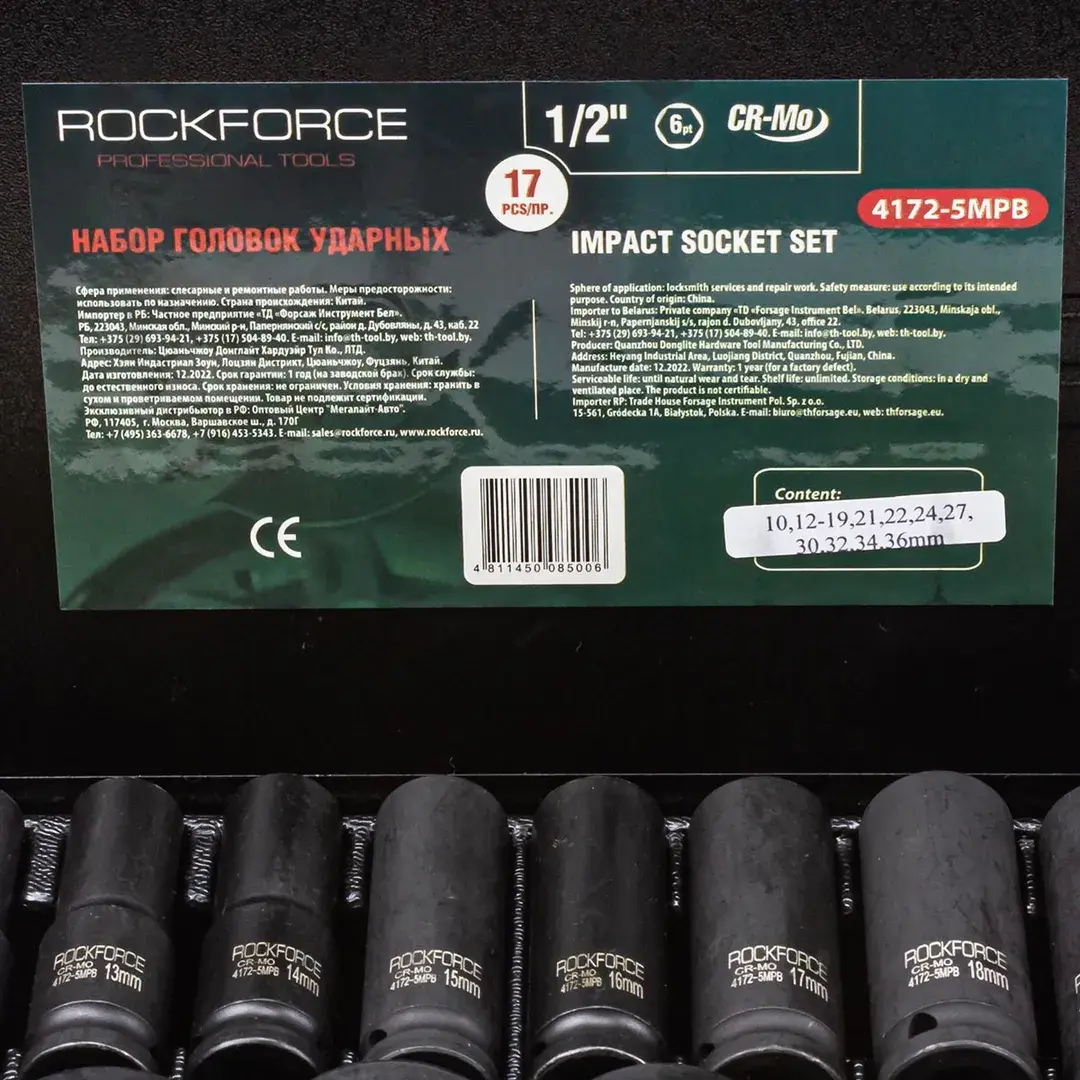 ROCKFORCE
PROFESSIONAL TOOLS
1/2" 6pt CR-Mo
17
PCS/ПР.
4172-5MPB
НАБОР ГОЛОВОК УДАРНЫХ
Сфера применения: слесарные и ремонтные работы. Меры предосторожности:
использовать по назначению. Страна происхождения: Китай.
Импортер в РБ: Частное предприятие «ТД «Форсаж Инструмент Бел».
РБ, 223043, Минская обл., Минский р-н, Папернянский с/с, район д. Дубовляны, д. 43, каб. 22
Тел: +375 (29) 693-94-21, +375 (17) 504-89-40. E-mail: info@th-tool.by, web: th-tool.by.
Производитель: Цюаньчжоу Донглайт Хардуэйр Тул Ко., ЛТД.
Адрес: Хэян Индастриал Зоун, Лоцзян Дистрикт, Цюаньчжоу, Фуцзянь, Китай.
Дата изготовления: 12.2022. Срок гарантии: 1 год (на заводской брак). Срок службы:
до естественного износа. Срок хранения: не ограничен. Условия хранения: хранить в
сухом и проветриваемом помещении. Товар не подлежит сертификации.
Эксклюзивный дистрибьютор в РФ: Оптовый Центр "Мегалайт-Авто".
РФ, 117405, г. Москва, Варшавское ш., д. 170Г
Тел: +7 (495) 363-6678, +7 (916) 453-5343. E-mail: sales@rockforce.ru, www.rockforce.ru.
IMPACT SOCKET SET
Sphere of application: locksmith services and repair work. Safety measure: use according to its intended
purpose. Country of origin: China.
Importer to Belarus: Private company «TD «Forsage Instrument Bel». Belarus, 223043, Minskaja obl.,
Minskij r-n, Papernjanskij s/s, rajon d. Dubovljany, 43, office 22.
Tel: +375 (29) 693-94-21, +375 (17) 504-89-40. E-mail: info@th-tool.by, web: th-tool.by.
Producer: Quanzhou Donglite Hardware Tool Manufacturing Co., LTD.
Address: Heyang Industrial Area, Luojiang District, Quanzhou, Fujian, China.
Manufacture date: 12.2022. Warranty: 1 year (for a factory defect).
Serviceable life: until natural wear and tear. Shelf life: unlimited. Storage conditions: in a dry and
ventilated place. The product is not certifiable.
Importer RP: Trade House Forsage Instrument Pol. Sp. z o.o.
15-561, Gródecka 1A, Białystok, Polska. E-mail: biuro@thforsage.eu, web: thforsage.eu.
CE
4 811450 085006
Content:
10,12-19,21,22,24,27,
30,32,34,36mm
ROCKFORCE
CR-MO
4172-5MPB 13mm
ROCKFORCE
CR-MO
4172-5MPB 14mm
ROCKFORCE
CR-MO
4172-5MPB 15mm
ROCKFORCE
CR-MO
4172-5MPB 16mm
ROCKFORCE
CR-MO
4172-5MPB 17mm
ROCKFORCE
CR-MO
4172-5MPB 18mm